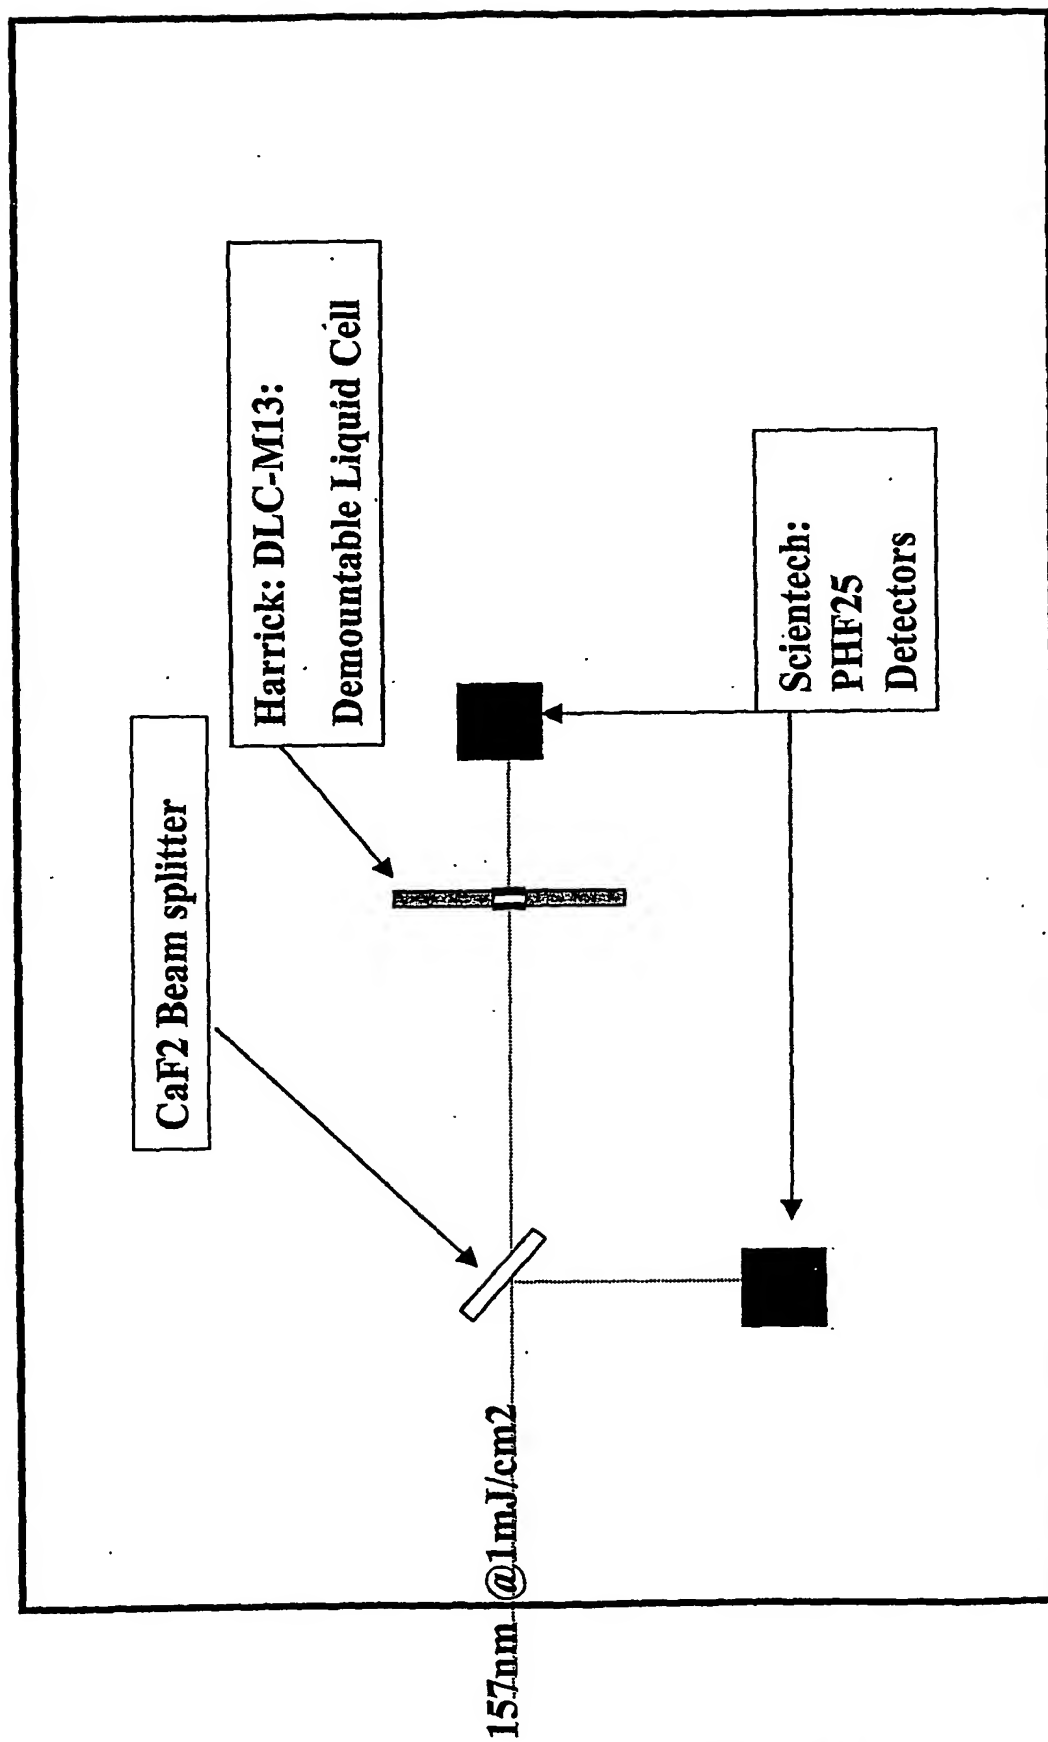 CaF2 Beam splitter
Harrick: DLC-M13:
Demountable Liquid Cell
157nm @1mJ/cm2
Scientech:
PHF25
Detectors